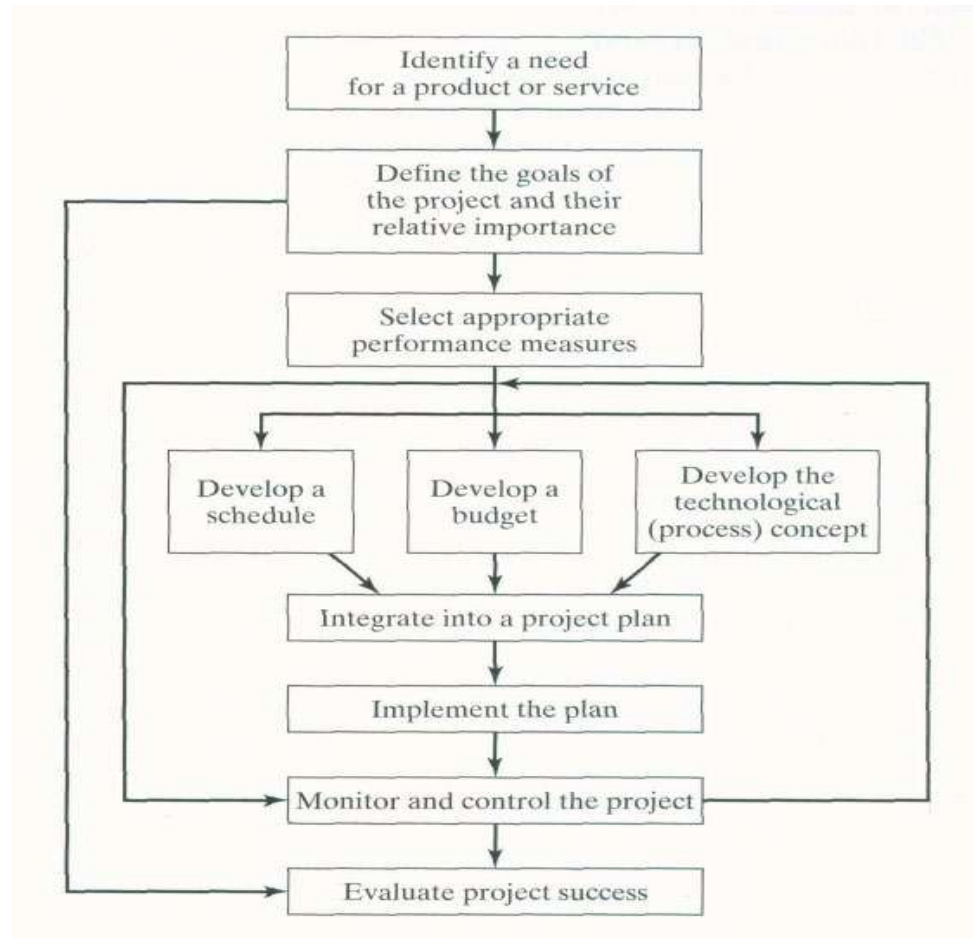 Identify a need
for a product or service
Define the goals of
the project and their
relative importance
Select appropriate
performance measures
Develop a
schedule
Develop a
budget
Develop the
technological
(process) concept
Integrate into a project plan
Implement the plan
Monitor and control the project
Evaluate project success